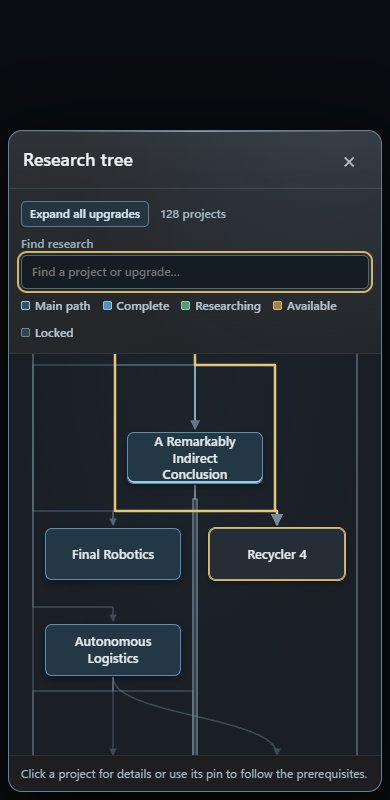 Research tree
×
Expand all upgrades 128 projects
Find research
Find a project or upgrade...
Main path Complete Researching Available
Locked
A Remarkably
Indirect
Conclusion
Final Robotics Recycler 4
Autonomous
Logistics
Click a project for details or use its pin to follow the prerequisites.